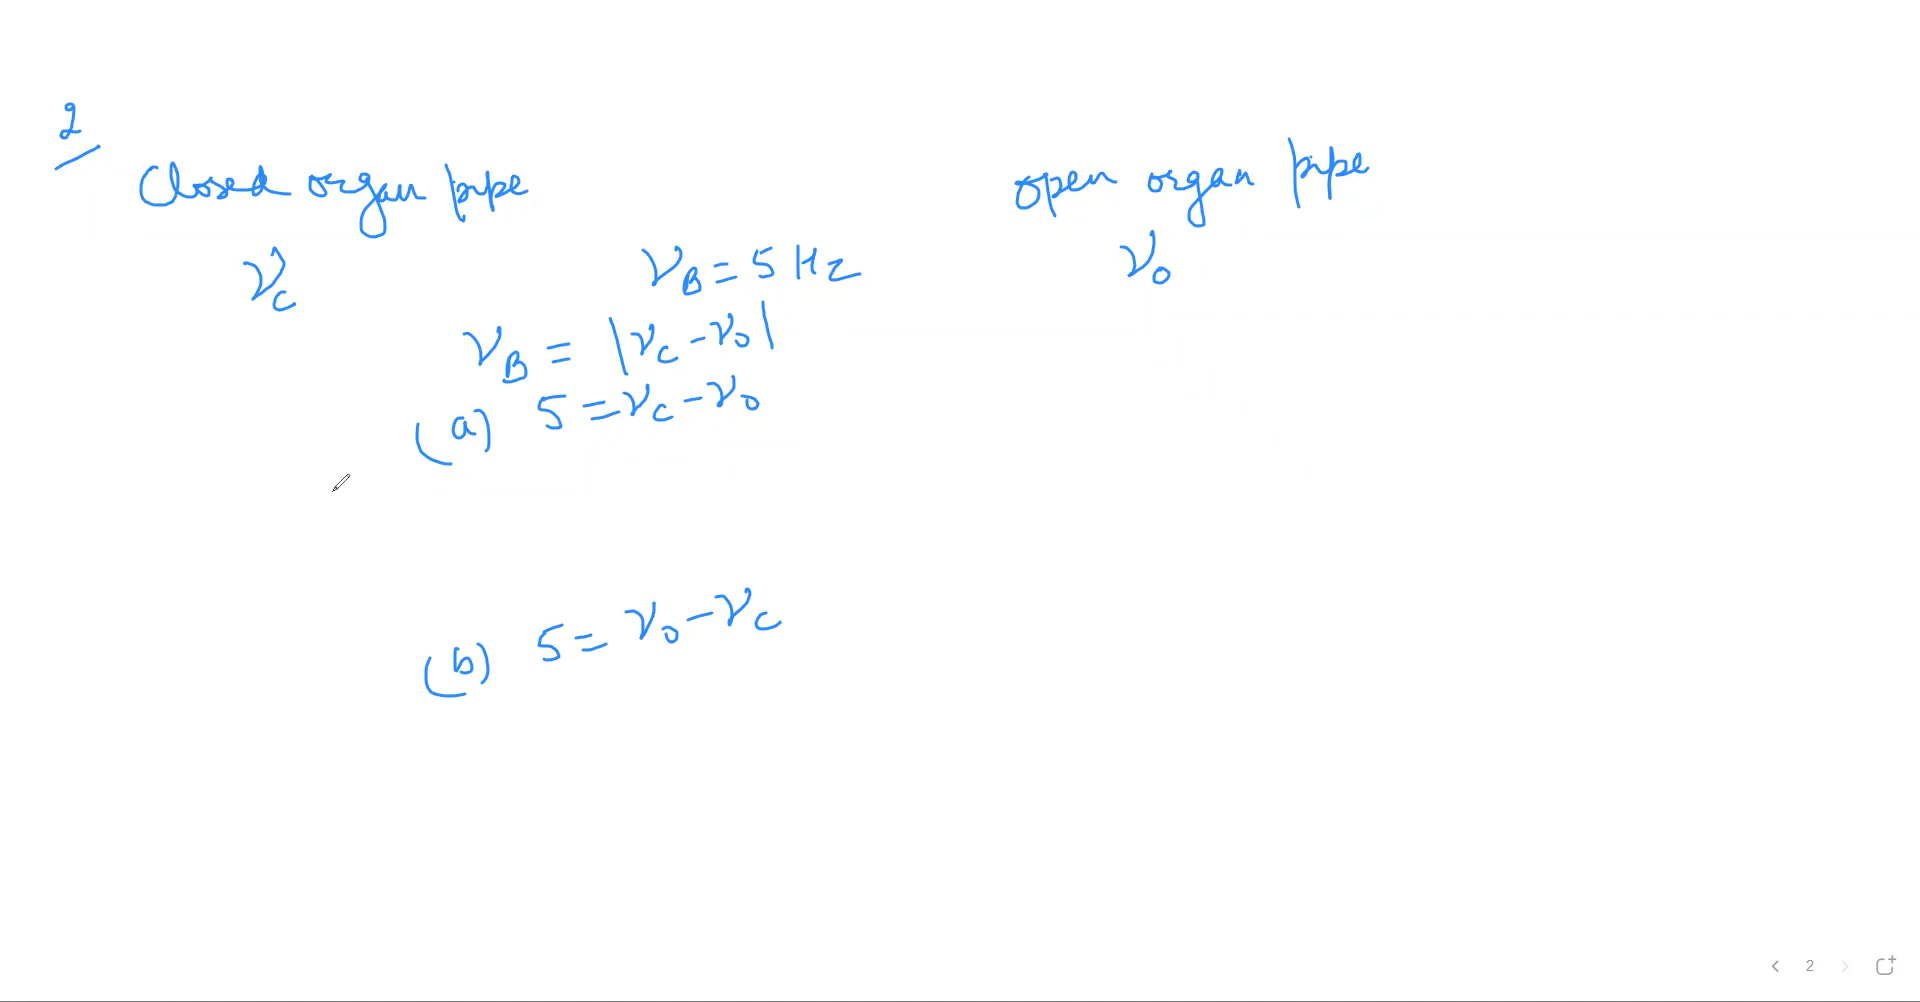 2
Closed organ pipe
open organ pipe
ν_c
ν_B = 5 Hz
ν_o
ν_B = |ν_c - ν_o|
(a) 5 = ν_c - ν_o
(b) 5 = ν_o - ν_c
2